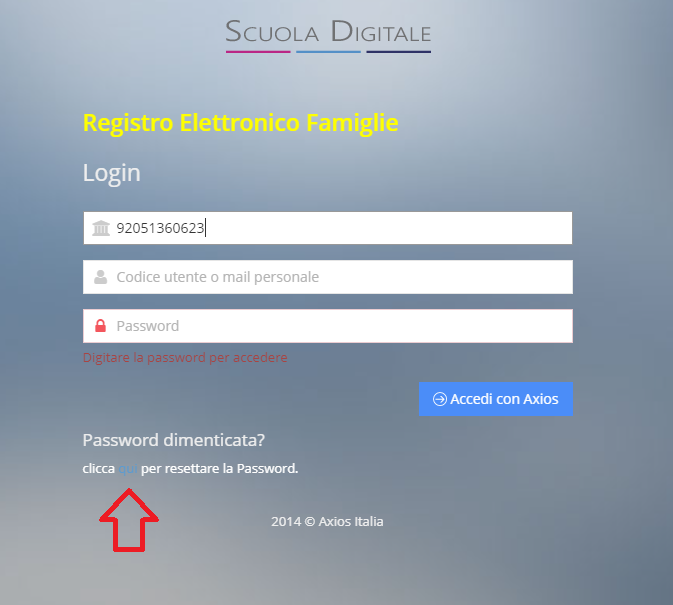 SCUOLA DIGITALE
Registro Elettronico Famiglie
Login
92051360623
Codice utente o mail personale
Password
Digitare la password per accedere
Accedi con Axios
Password dimenticata?
clicca qui per resettare la Password.
2014 © Axios Italia